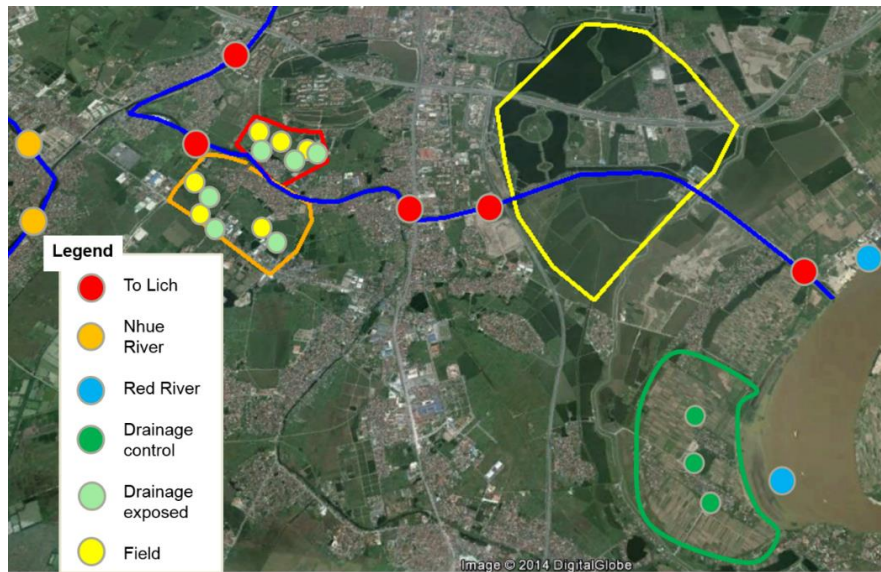 Legend
To Lich
Nhue
River
Red River
Drainage
control
Drainage
exposed
Field
Image © 2014 DigitalGlobe